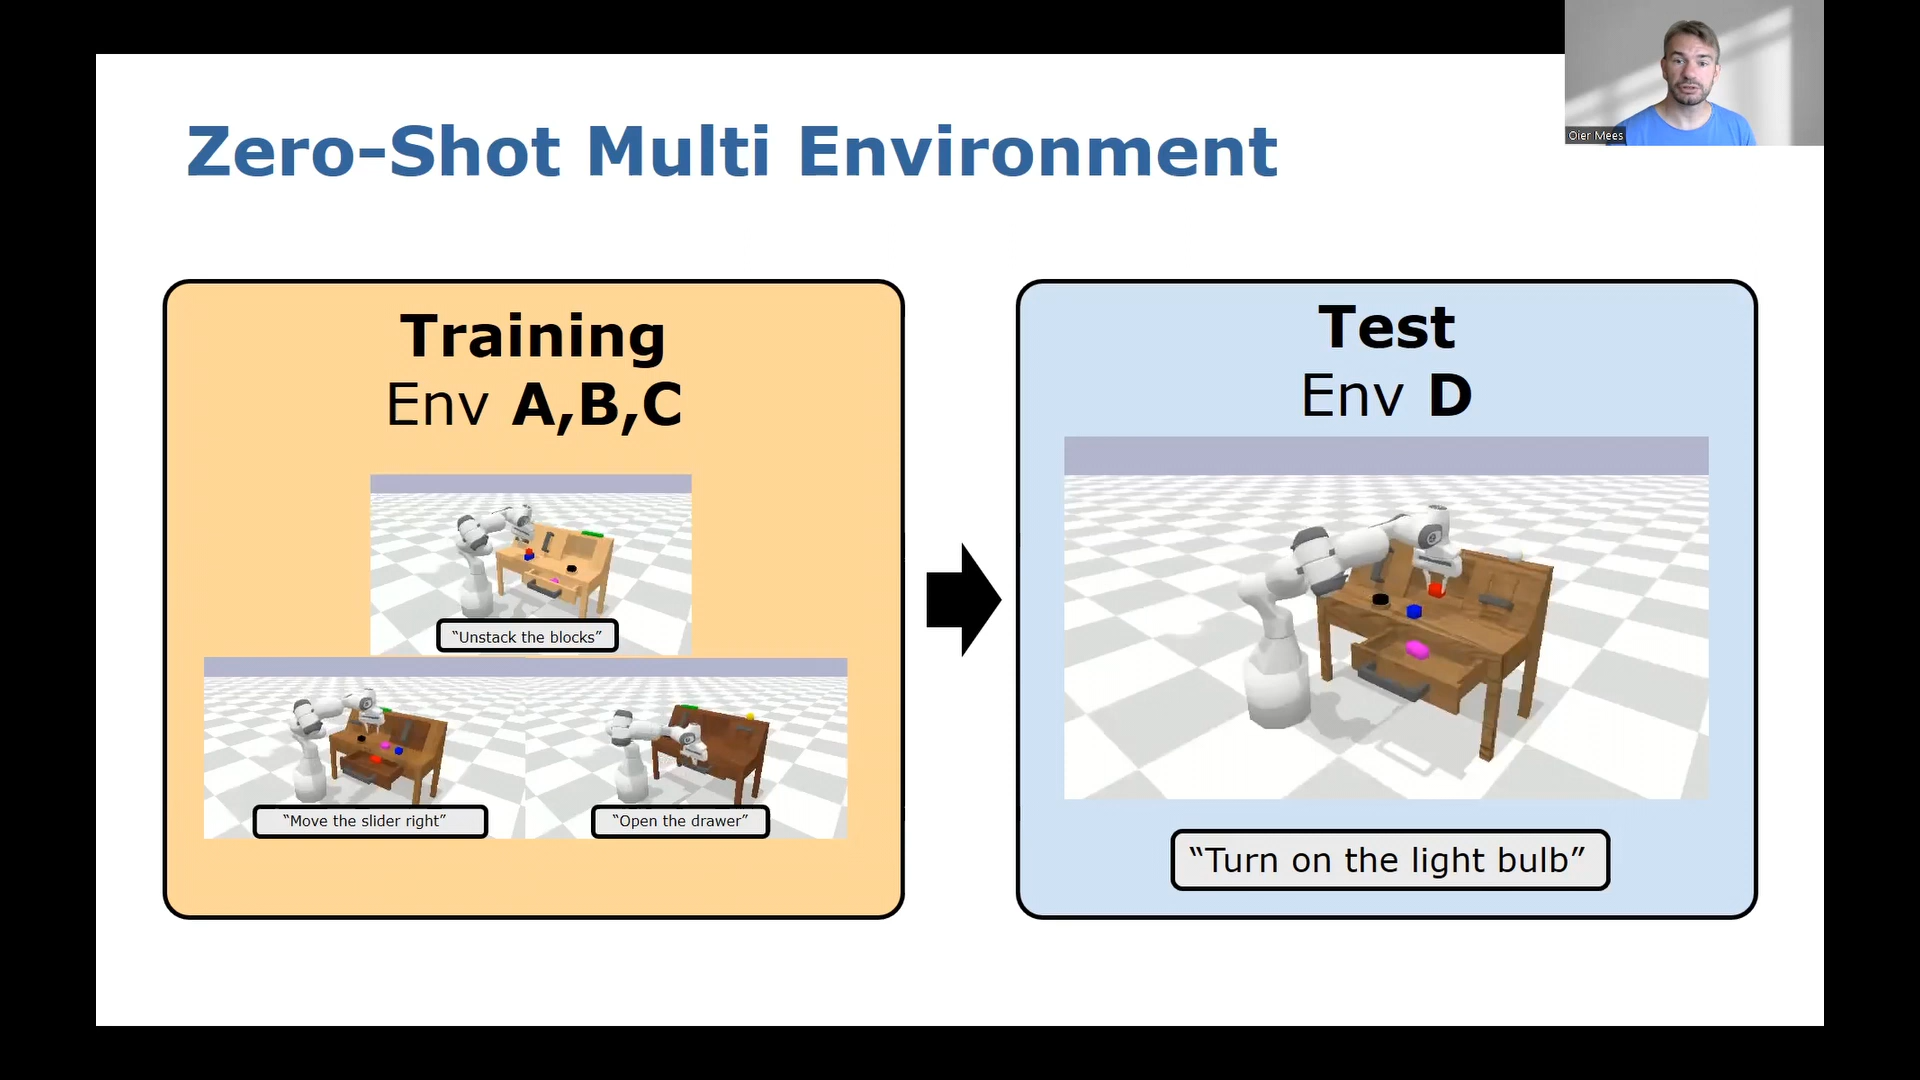 Oier Mees
Zero-Shot Multi Environment
Training
Env A,B,C
“Unstack the blocks”
“Move the slider right”
“Open the drawer”
Test
Env D
“Turn on the light bulb”